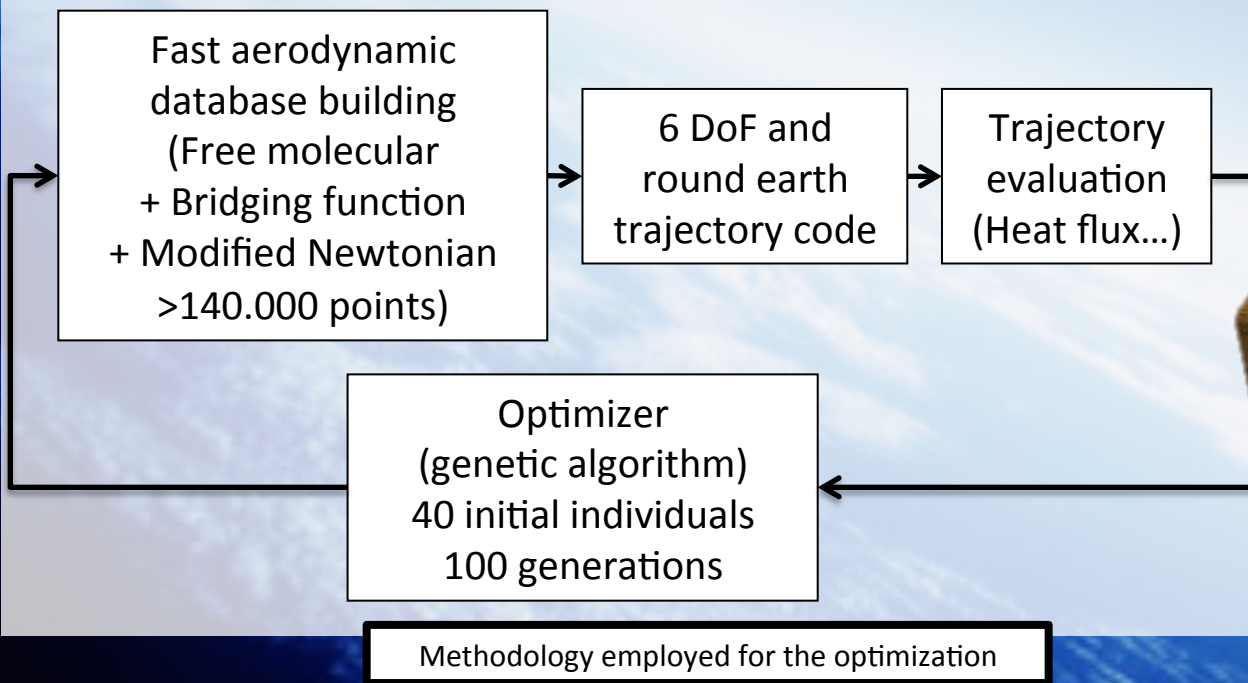 Fast aerodynamic
database building
(Free molecular
+ Bridging function
+ Modified Newtonian
>140.000 points)
6 DoF and
round earth
trajectory code
Trajectory
evaluation
(Heat flux…)
Optimizer
(genetic algorithm)
40 initial individuals
100 generations
Methodology employed for the optimization